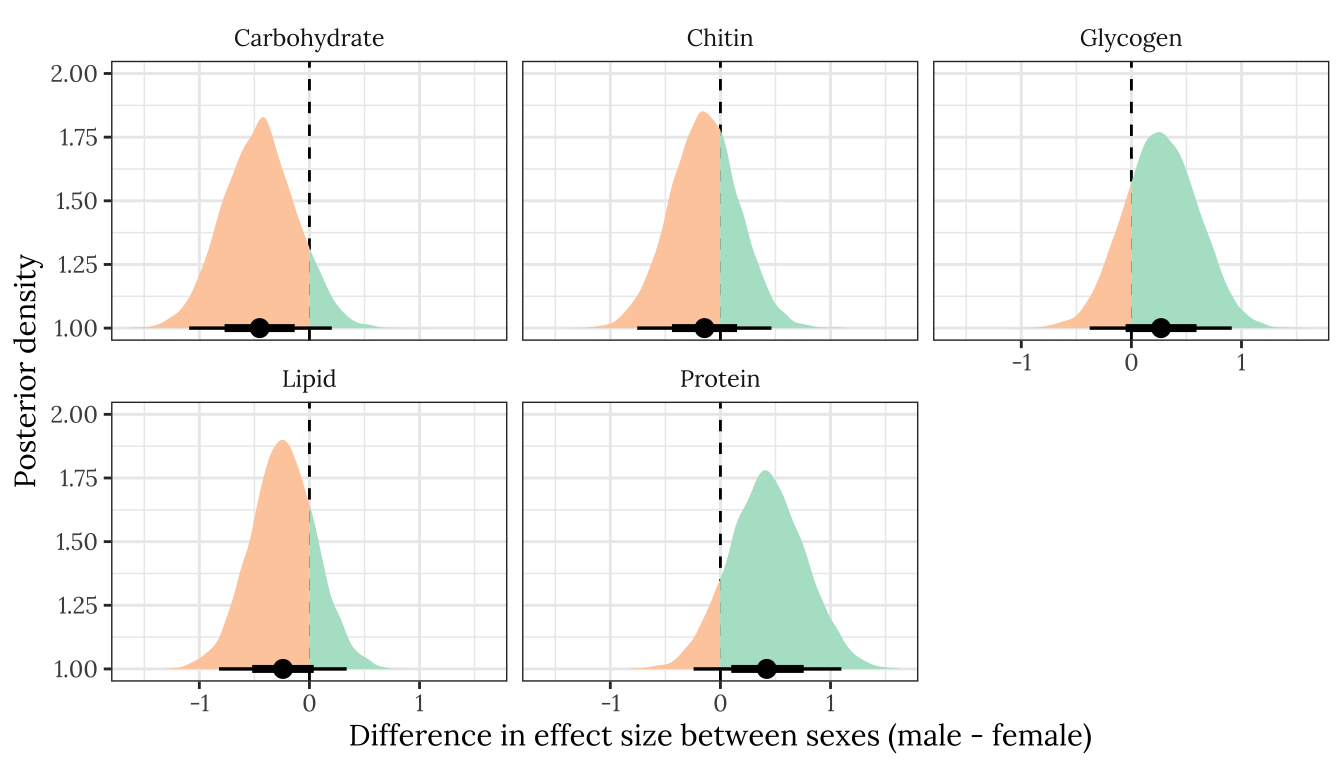 Carbohydrate
Chitin
Glycogen
2.00
1.75
1.50
1.25
1.00
-1 0 1
Lipid
Protein
2.00
1.75
1.50
1.25
1.00
-1 0 1
-1 0 1
Posterior density
Difference in effect size between sexes (male - female)